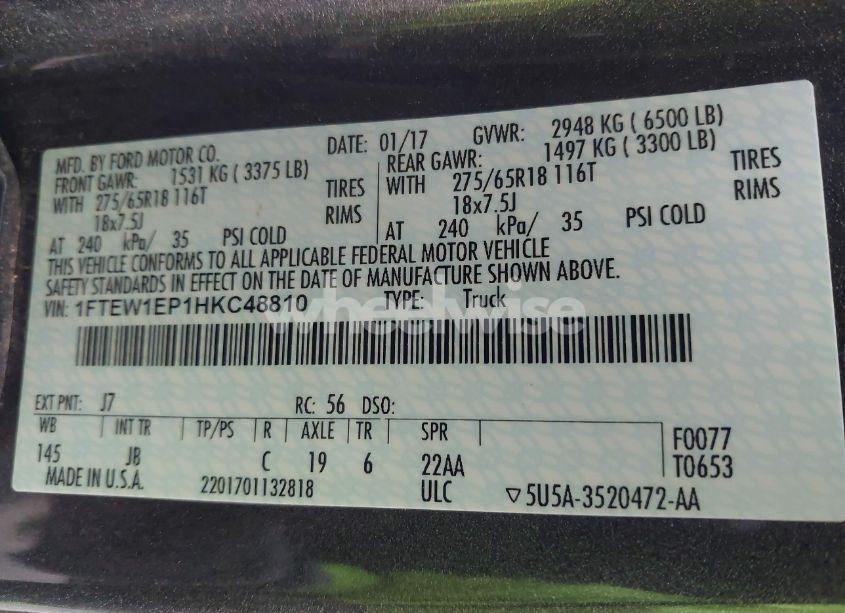 MFD. BY FORD MOTOR CO. DATE: 01/17 GVWR: 2948 KG ( 6500 LB)
FRONT GAWR: 1531 KG ( 3375 LB) REAR GAWR: 1497 KG ( 3300 LB)
WITH 275/65R18 116T TIRES WITH 275/65R18 116T TIRES
18x7.5J RIMS 18x7.5J RIMS
AT 240 kPa/ 35 PSI COLD AT 240 kPa/ 35 PSI COLD
THIS VEHICLE CONFORMS TO ALL APPLICABLE FEDERAL MOTOR VEHICLE
SAFETY STANDARDS IN EFFECT ON THE DATE OF MANUFACTURE SHOWN ABOVE.
VIN: 1FTEW1EP1HKC48810 TYPE: Truck
wheelwise
EXT PNT: J7 RC: 56 DSO:
WB INT TR TP/PS R AXLE TR SPR F0077
145 JB C 19 6 22AA T0653
MADE IN U.S.A. 2201701132818 ULC ▽5U5A-3520472-AA